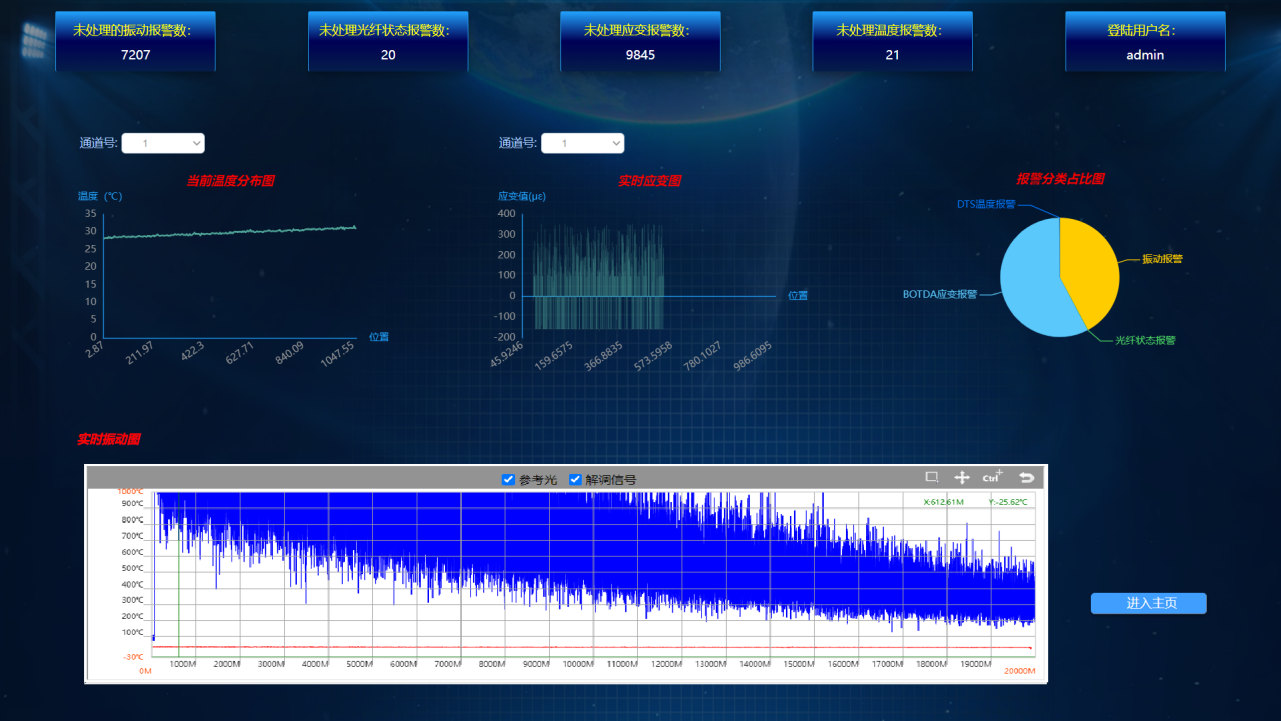 未处理的振动报警数:
7207
未处理光纤状态报警数:
20
未处理应变报警数:
9845
未处理温度报警数:
21
登陆用户名:
admin
通道号: 1
当前温度分布图
温度（℃）
35
30
25
20
15
10
5
0
位置
2.87 211.97 422.3 627.71 840.09 1047.55
通道号: 1
实时应变图
应变值(με)
400
300
200
100
0
-100
-200
位置
45.9246 159.6575 366.8835 573.5958 780.1027 986.6095
报警分类占比图
DTS温度报警
振动报警
BOTDA应变报警
光纤状态报警
实时振动图
参考光 解调信号 Ctrl+
X:612.61M Y:-25.62℃
1000℃
900℃
800℃
700℃
600℃
500℃
400℃
300℃
200℃
100℃
-30℃
1000M 2000M 3000M 4000M 5000M 6000M 7000M 8000M 9000M 10000M 11000M 12000M 13000M 14000M 15000M 16000M 17000M 18000M 19000M
0M 20000M
进入主页